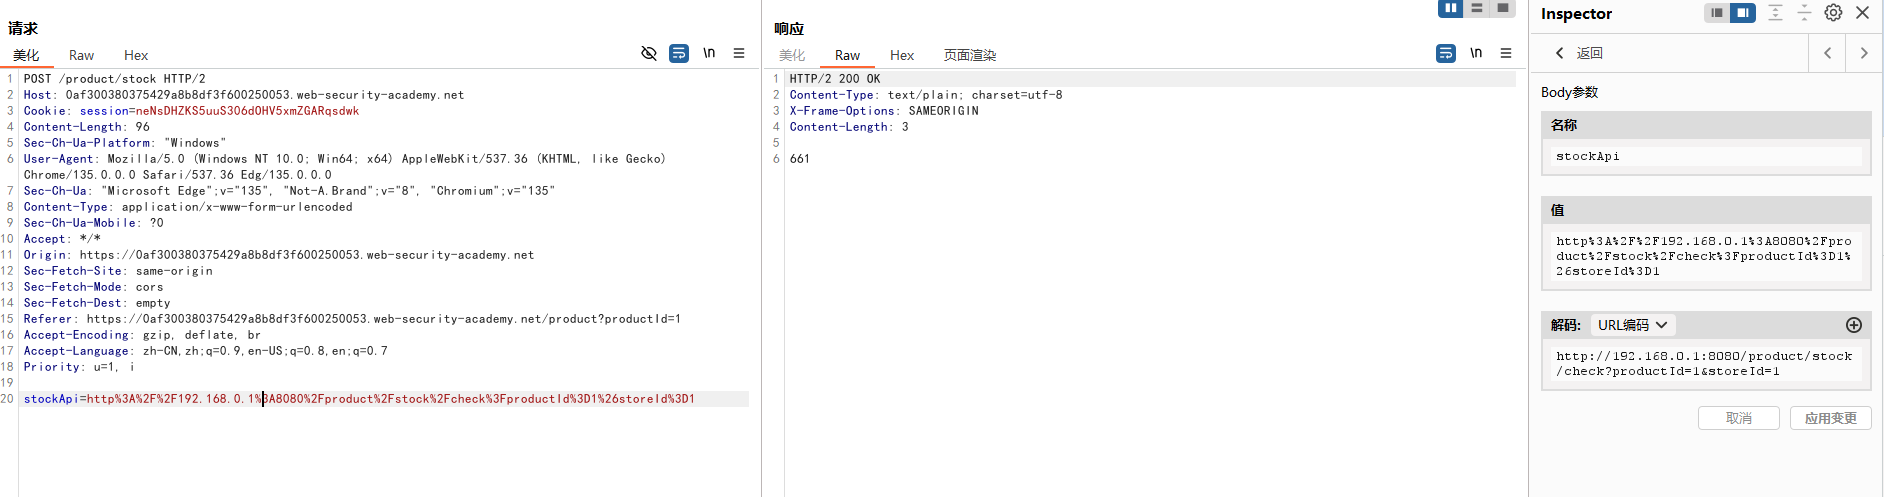 请求
美化 Raw Hex \n
1 POST /product/stock HTTP/2
2 Host: 0af300380375429a8b8df3f600250053.web-security-academy.net
3 Cookie: session=neNsDHZKS5uuS306dOHV5xmZGARqsdwk
4 Content-Length: 96
5 Sec-Ch-Ua-Platform: "Windows"
6 User-Agent: Mozilla/5.0 (Windows NT 10.0; Win64; x64) AppleWebKit/537.36 (KHTML, like Gecko)
Chrome/135.0.0.0 Safari/537.36 Edg/135.0.0.0
7 Sec-Ch-Ua: "Microsoft Edge";v="135", "Not-A.Brand";v="8", "Chromium";v="135"
8 Content-Type: application/x-www-form-urlencoded
9 Sec-Ch-Ua-Mobile: ?0
10 Accept: */*
11 Origin: https://0af300380375429a8b8df3f600250053.web-security-academy.net
12 Sec-Fetch-Site: same-origin
13 Sec-Fetch-Mode: cors
14 Sec-Fetch-Dest: empty
15 Referer: https://0af300380375429a8b8df3f600250053.web-security-academy.net/product?productId=1
16 Accept-Encoding: gzip, deflate, br
17 Accept-Language: zh-CN,zh;q=0.9,en-US;q=0.8,en;q=0.7
18 Priority: u=1, i
19
20 stockApi=http%3A%2F%2F192.168.0.1%3A8080%2Fproduct%2Fstock%2Fcheck%3FproductId%3D1%26storeId%3D1
响应
美化 Raw Hex 页面渲染 \n
1 HTTP/2 200 OK
2 Content-Type: text/plain; charset=utf-8
3 X-Frame-Options: SAMEORIGIN
4 Content-Length: 3
5
6 661
Inspector
返回
Body参数
名称
stockApi
值
http%3A%2F%2F192.168.0.1%3A8080%2Fpro
duct%2Fstock%2Fcheck%3FproductId%3D1%
26storeId%3D1
解码: URL编码
http://192.168.0.1:8080/product/stock
/check?productId=1&storeId=1
取消 应用变更